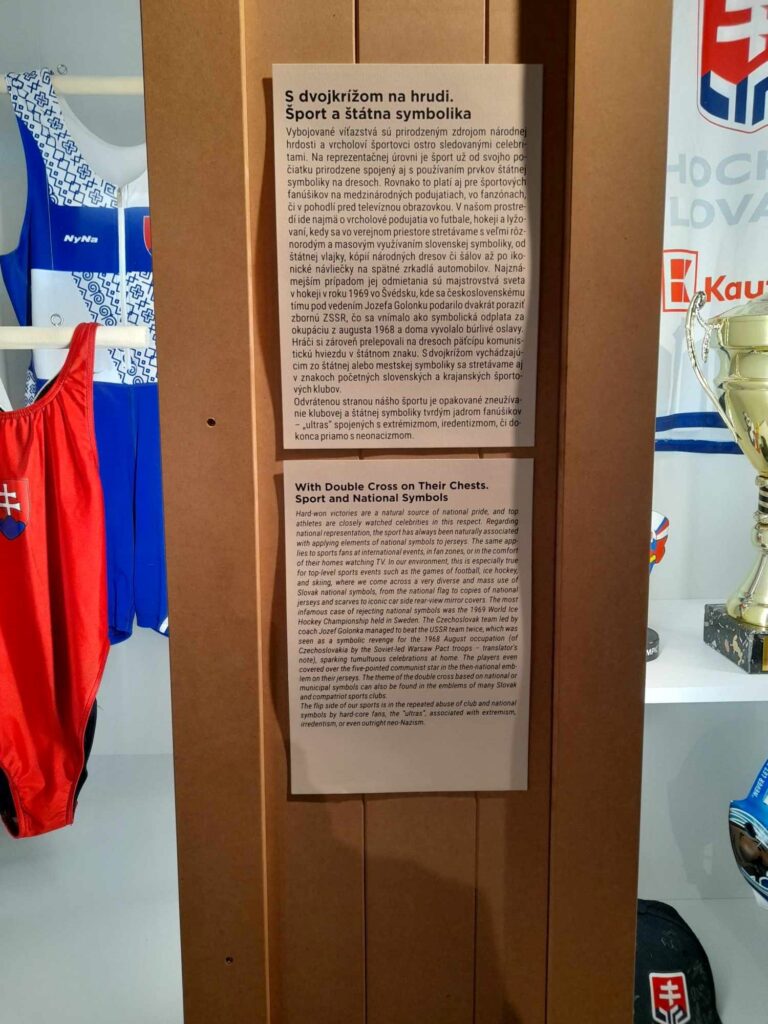 S dvojkrížom na hrudi.
Šport a štátna symbolika
Vybojované víťazstvá sú prirodzeným zdrojom národnej
hrdosti a vrcholoví športovci ostro sledovanými celebri-
tami. Na reprezentačnej úrovni je šport už od svojho po-
čiatku prirodzene spojený aj s používaním prvkov štátnej
symboliky na dresoch. Rovnako to platí aj pre športových
fanúšikov na medzinárodných podujatiach, vo fanzónach,
či v pohodlí pred televíznou obrazovkou. V našom prostre-
dí ide najmä o vrcholové podujatia vo futbale, hokeji a lyžo-
vaní, kedy sa vo verejnom priestore stretávame s veľmi rôz-
norodým a masovým využívaním slovenskej symboliky, od
štátnej vlajky, kópií národných dresov či šálov až po iko-
nické návliečky na spätné zrkadlá automobilov. Najzná-
mejším prípadom jej odmietania sú majstrovstvá sveta
v hokeji v roku 1969 vo Švédsku, kde sa československému
tímu pod vedením Jozefa Golonku podarilo dvakrát poraziť
zbornú ZSSR, čo sa vnímalo ako symbolická odplata za
okupáciu z augusta 1968 a doma vyvolalo búrlivé oslavy.
Hráči si zároveň prelepovali na dresoch päťcípu komunis-
tickú hviezdu v štátnom znaku. S dvojkrížom vychádzajú-
cim zo štátnej alebo mestskej symboliky sa stretávame aj
v znakoch početných slovenských a krajanských športo-
vých klubov.
Odvrátenou stranou nášho športu je opakované zneužíva-
nie klubovej a štátnej symboliky tvrdým jadrom fanúšikov
– „ultras" spojených s extrémizmom, iredentizmom, či do-
konca priamo s neonacizmom.
With Double Cross on Their Chests.
Sport and National Symbols
Hard-won victories are a natural source of national pride, and top
athletes are closely watched celebrities in this respect. Regarding
national representation, the sport has always been naturally associated
with applying elements of national symbols to jerseys. The same app-
lies to sports fans at international events, in fan zones, or in the comfort
of their homes watching TV. In our environment, this is especially true
for top-level sports events such as the games of football, ice hockey,
and skiing, where we come across a very diverse and mass use of
Slovak national symbols, from the national flag to copies of national
jerseys and scarves to iconic car side rear-view mirror covers. The most
infamous case of rejecting national symbols was the 1969 World Ice
Hockey Championship held in Sweden. The Czechoslovak team led by
coach Jozef Golonka managed to beat the USSR team twice, which was
seen as a symbolic revenge for the 1968 August occupation (of
Czechoslovakia by the Soviet-led Warsaw Pact troops – translator's
note), sparking tumultuous celebrations at home. The players even
covered over the five-pointed communist star in the then-national emb-
lem on their jerseys. The theme of the double cross based on national or
municipal symbols can also be found in the emblems of many Slovak
and compatriot sports clubs.
The flip side of our sports is in the repeated abuse of club and national
symbols by hard-core fans, the "ultras", associated with extremism,
irredentism, or even outright neo-Nazism.
NyNa
HOCK
LOVA
Kau